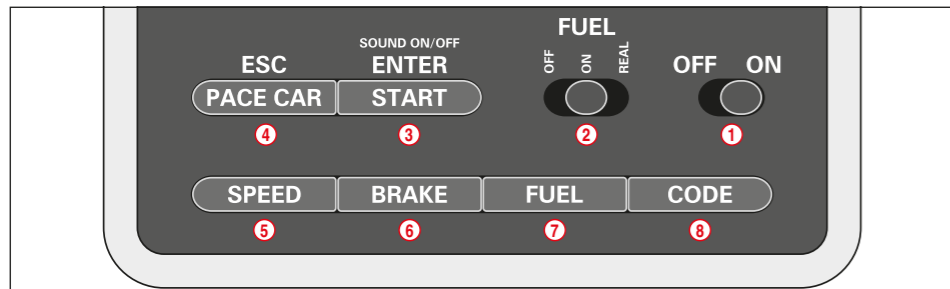 FUEL
SOUND ON/OFF
OFF ON REAL
ESC ENTER OFF ON
PACE CAR START
4 3 2 1
SPEED BRAKE FUEL CODE
5 6 7 8